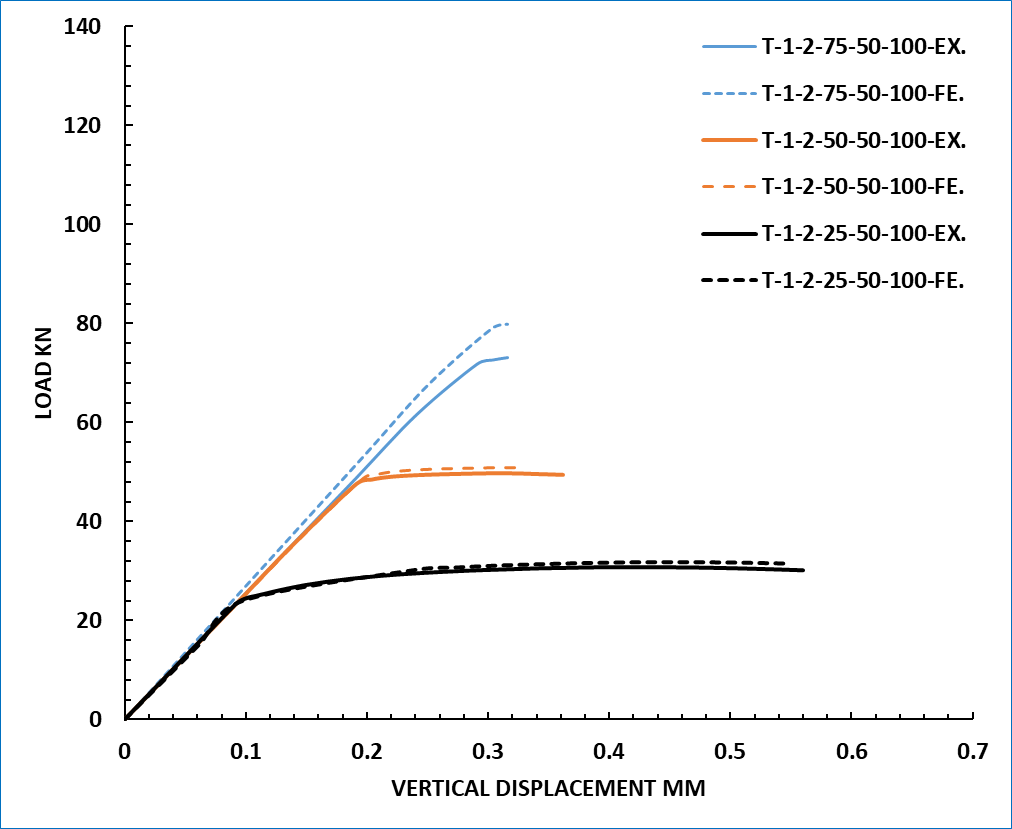 140
120
100
80
60
40
20
0
LOAD KN
T-1-2-75-50-100-EX.
T-1-2-75-50-100-FE.
T-1-2-50-50-100-EX.
T-1-2-50-50-100-FE.
T-1-2-25-50-100-EX.
T-1-2-25-50-100-FE.
0 0.1 0.2 0.3 0.4 0.5 0.6 0.7
VERTICAL DISPLACEMENT MM